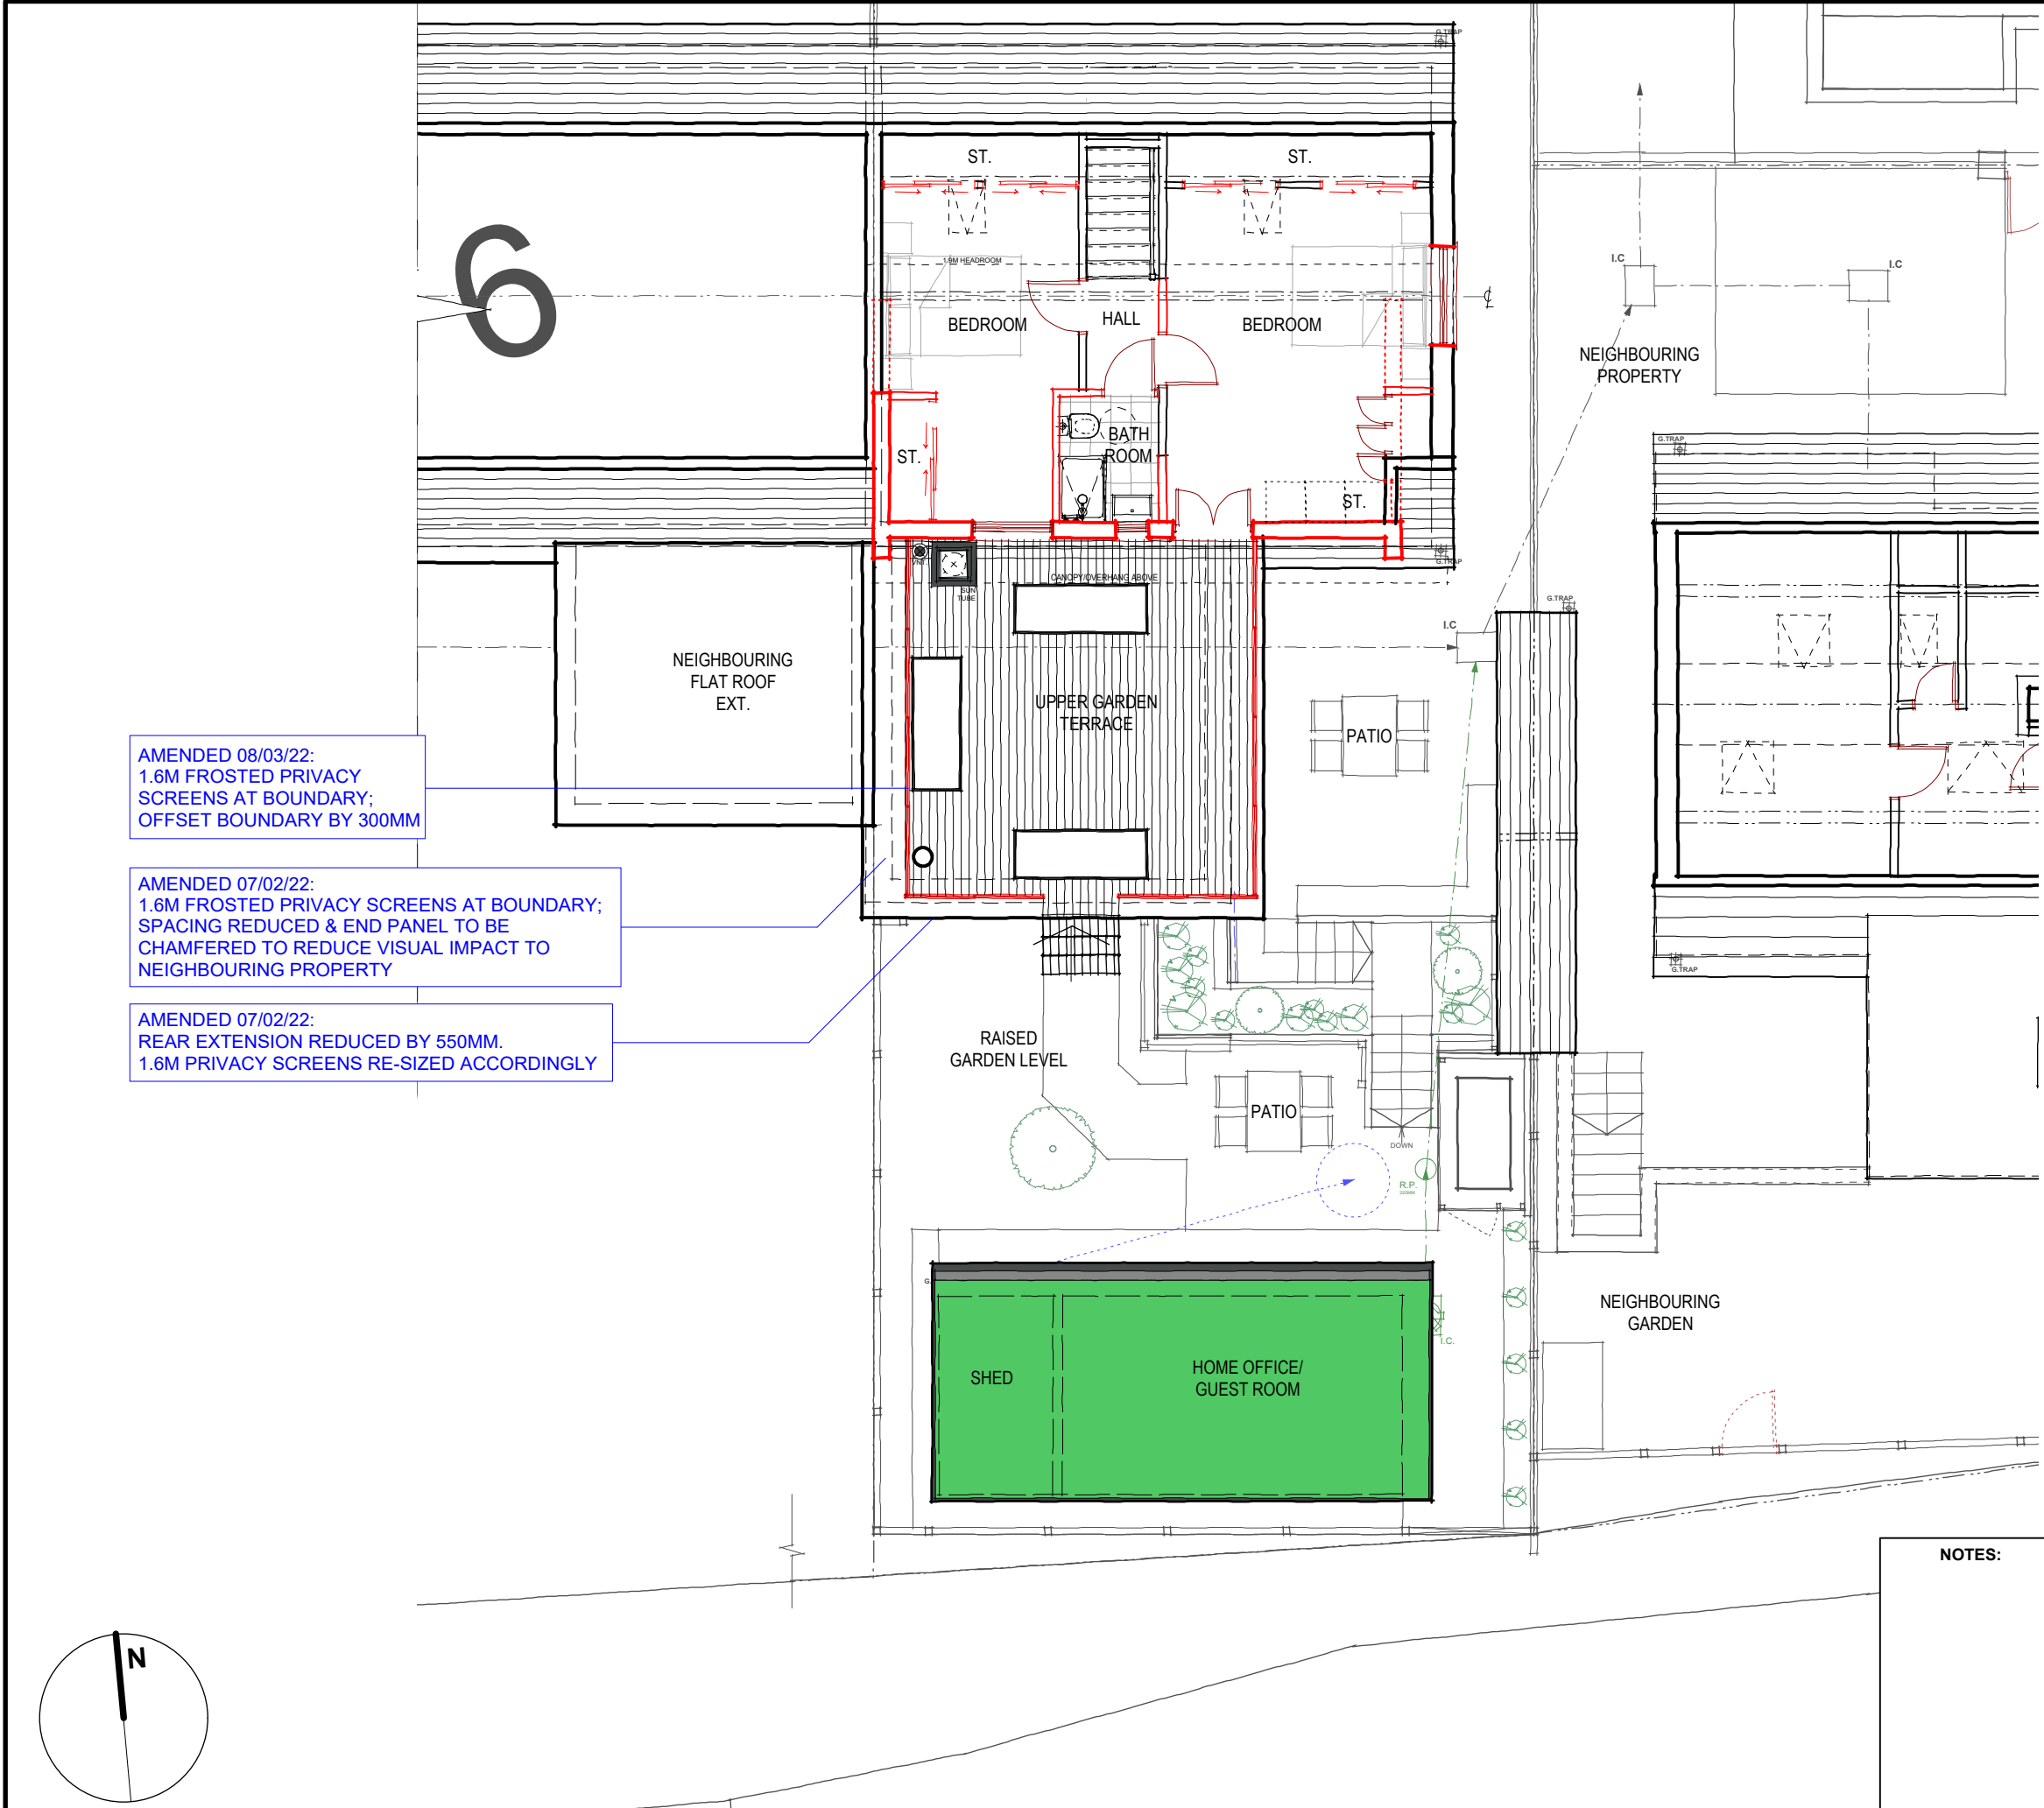 G.TRAP
ST.
ST.
6
1.9M HEADROOM
I.C
I.C
BEDROOM
HALL
BEDROOM
NEIGHBOURING
PROPERTY
BATH
ROOM
ST.
ST.
G.TRAP
VNT.
G.TRAP
CANOPY/OVERHANG ABOVE
SUN
TUBE
G.TRAP
I.C
NEIGHBOURING
FLAT ROOF
EXT.
UPPER GARDEN
TERRACE
PATIO
AMENDED 08/03/22:
1.6M FROSTED PRIVACY
SCREENS AT BOUNDARY;
OFFSET BOUNDARY BY 300MM
AMENDED 07/02/22:
1.6M FROSTED PRIVACY SCREENS AT BOUNDARY;
SPACING REDUCED & END PANEL TO BE
CHAMFERED TO REDUCE VISUAL IMPACT TO
NEIGHBOURING PROPERTY
G.TRAP
AMENDED 07/02/22:
REAR EXTENSION REDUCED BY 550MM.
1.6M PRIVACY SCREENS RE-SIZED ACCORDINGLY
RAISED
GARDEN LEVEL
PATIO
DOWN
R.P.
NEIGHBOURING
GARDEN
I.C.
SHED
HOME OFFICE/
GUEST ROOM
NOTES:
N